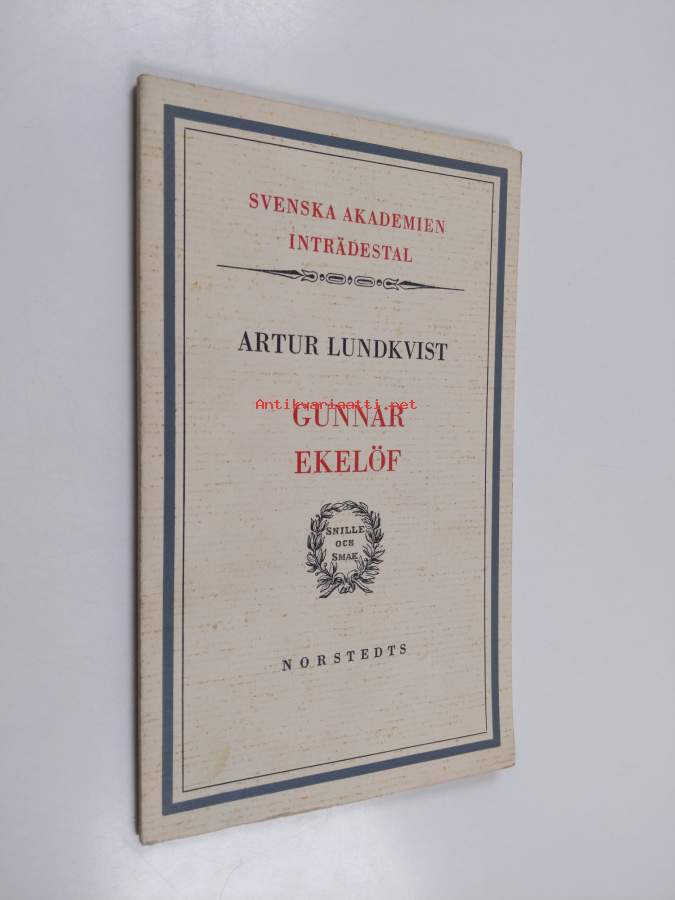 SVENSKA AKADEMIEN
INTRÄDESTAL
ARTUR LUNDKVIST
Antikvariaatti.net
GUNNAR
EKELÖF
SNILLE
OCH
SMAK
NORSTEDTS